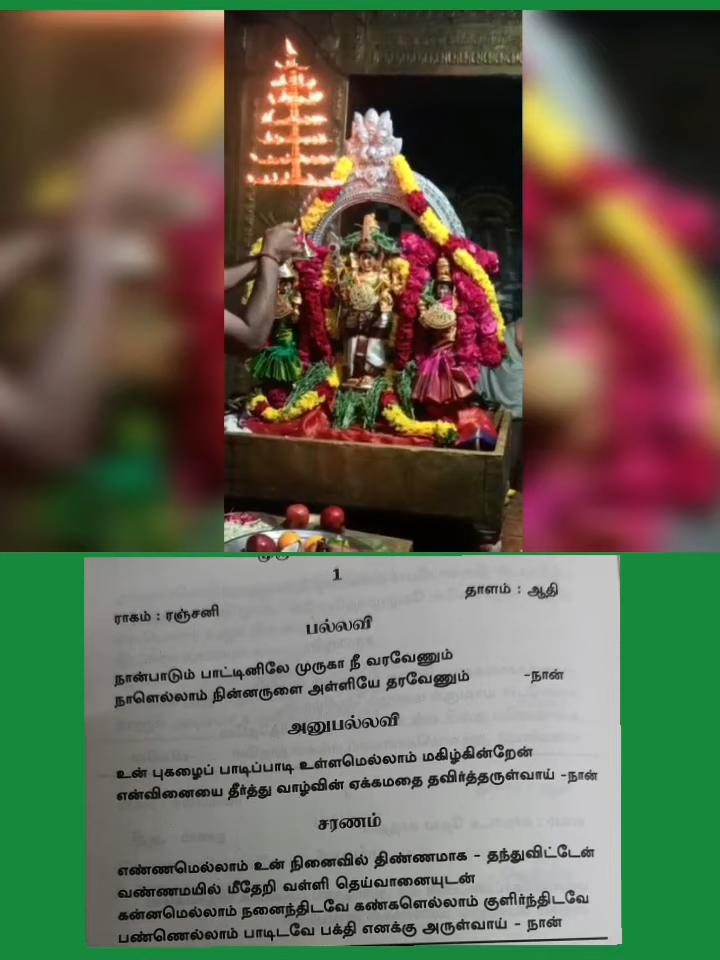 1
ராகம் : ரஞ்சனி தாளம் : ஆதி
பல்லவீ
நான்பாடும் பாட்டினிலே முருகா நீ வரவேணும்
நாளெல்லாம் நின்னருளை அள்ளியே தரவேணும் -நான்
அனுபல்லவீ
உன் புகழைப் பாடிப்பாடி உள்ளமெல்லாம் மகிழ்கின்றேன்
என்வினையை தீர்த்து வாழ்வின் ஏக்கமதை தவிர்த்தருள்வாய் -நான்
சரணம்
எண்ணமெல்லாம் உன் நினைவில் திண்ணமாக - தந்துவிட்டேன்
வண்ணமயில் மீதேறி வள்ளி தெய்வானையுடன்
கன்னமெல்லாம் நனைந்திடவே கண்களெல்லாம் குளிர்ந்திடவே
பண்ணெல்லாம் பாடிடவே பக்தி எனக்கு அருள்வாய் - நான்